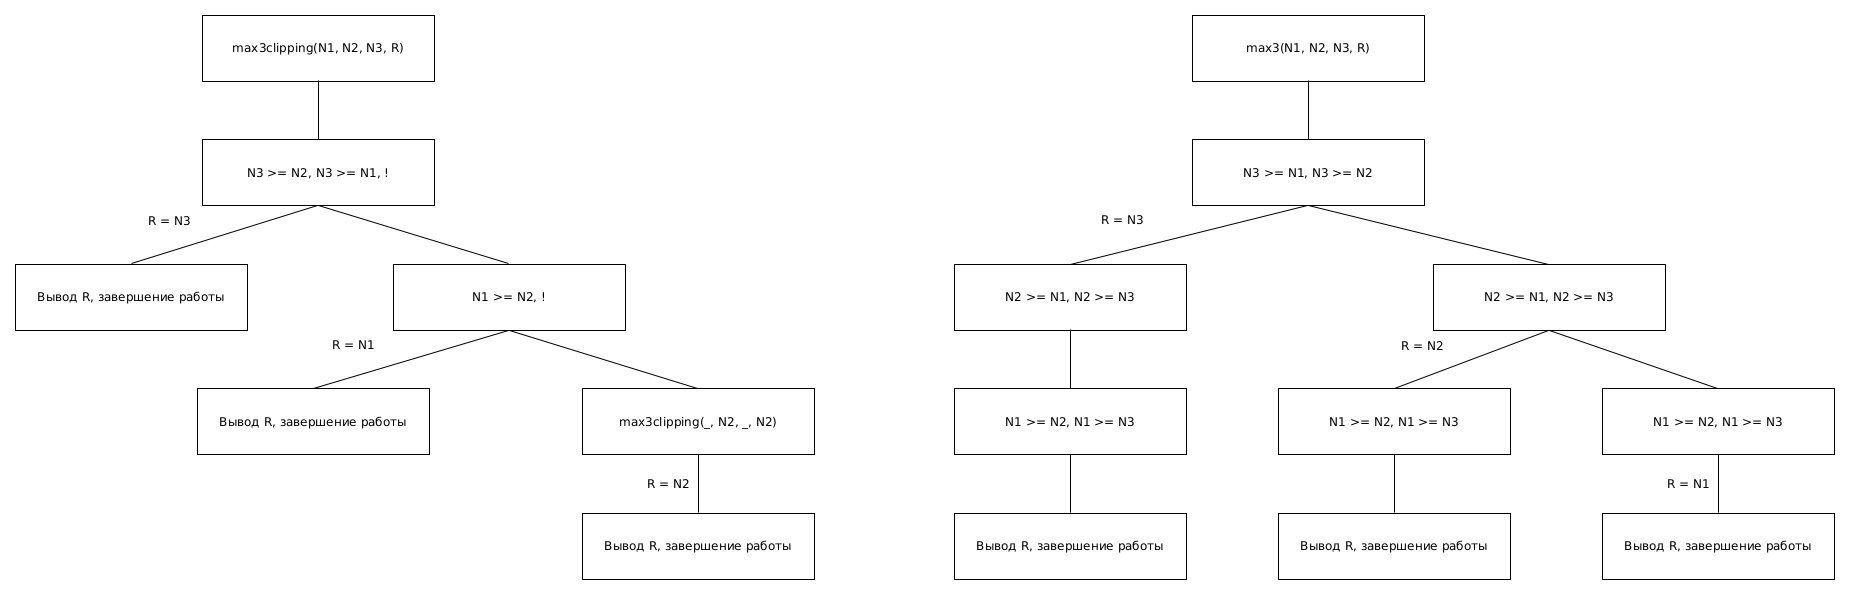 max3clipping(N1, N2, N3, R)
N3 >= N2, N3 >= N1, !
R = N3
Вывод R, завершение работы
N1 >= N2, !
R = N1
Вывод R, завершение работы
max3clipping(_, N2, _, N2)
R = N2
Вывод R, завершение работы
max3(N1, N2, N3, R)
N3 >= N1, N3 >= N2
R = N3
N2 >= N1, N2 >= N3
N2 >= N1, N2 >= N3
R = N2
N1 >= N2, N1 >= N3
N1 >= N2, N1 >= N3
N1 >= N2, N1 >= N3
R = N1
Вывод R, завершение работы
Вывод R, завершение работы
Вывод R, завершение работы